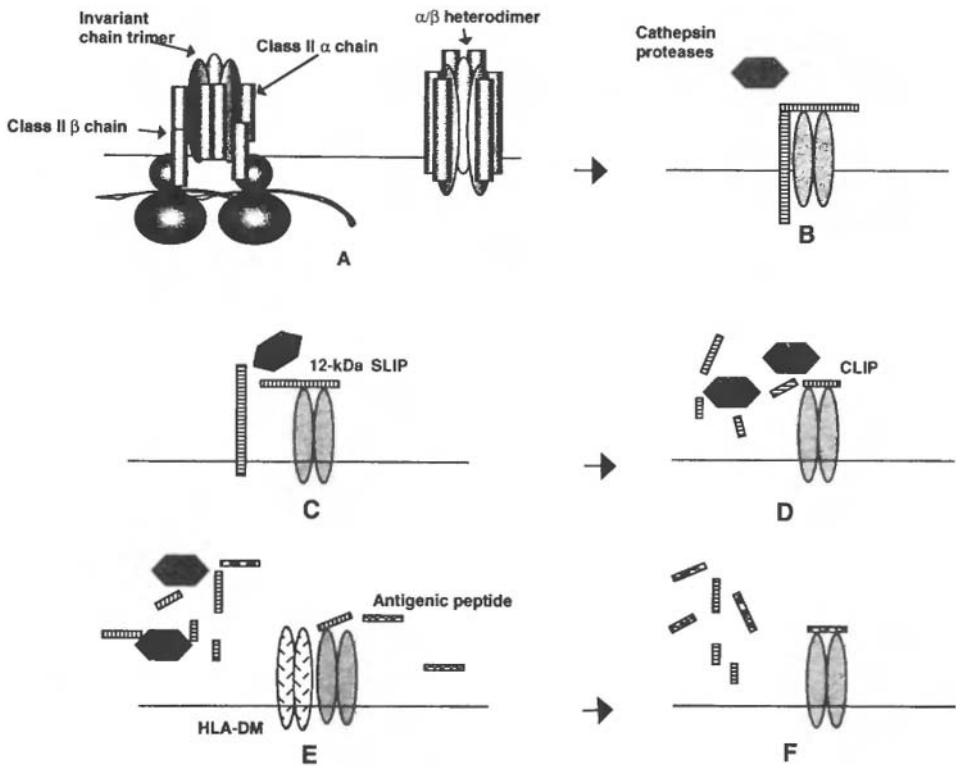 Invariant
chain trimer
Class II α chain
Class II β chain
α/β heterodimer
A
Cathepsin
proteases
B
12-kDa SLIP
C
CLIP
D
Antigenic peptide
HLA-DM
E
F